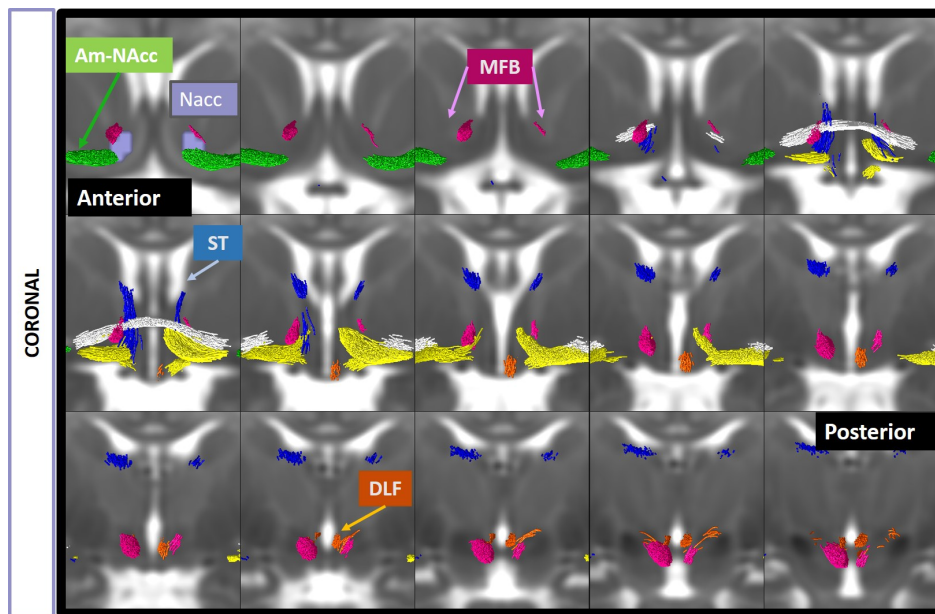 Am-NAcc
Nacc
MFB
Anterior
ST
CORONAL
Posterior
DLF